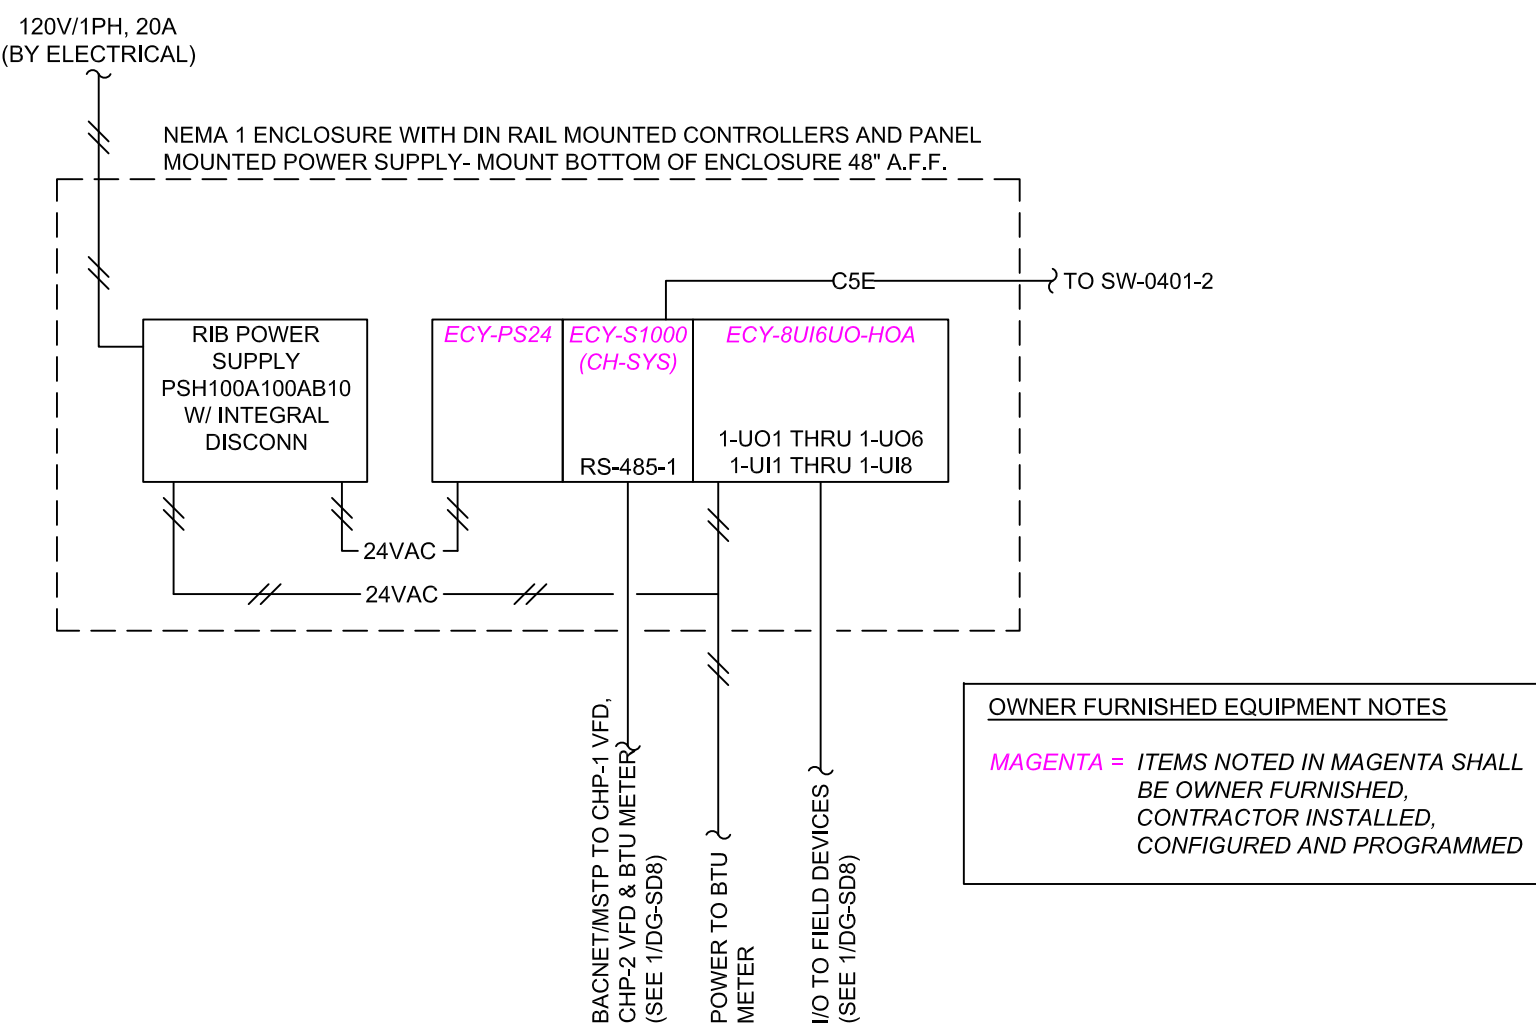 120V/1PH, 20A
(BY ELECTRICAL)
NEMA 1 ENCLOSURE WITH DIN RAIL MOUNTED CONTROLLERS AND PANEL
MOUNTED POWER SUPPLY- MOUNT BOTTOM OF ENCLOSURE 48" A.F.F.
C5E
TO SW-0401-2
RIB POWER
SUPPLY
PSH100A100AB10
W/ INTEGRAL
DISCONN
ECY-PS24
ECY-S1000
(CH-SYS)
RS-485-1
ECY-8UI6UO-HOA
1-UO1 THRU 1-UO6
1-UI1 THRU 1-UI8
24VAC
24VAC
BACNET/MSTP TO CHP-1 VFD,
CHP-2 VFD & BTU METER
(SEE 1/DG-SD8)
POWER TO BTU
METER
I/O TO FIELD DEVICES
(SEE 1/DG-SD8)
OWNER FURNISHED EQUIPMENT NOTES
MAGENTA = ITEMS NOTED IN MAGENTA SHALL
BE OWNER FURNISHED,
CONTRACTOR INSTALLED,
CONFIGURED AND PROGRAMMED